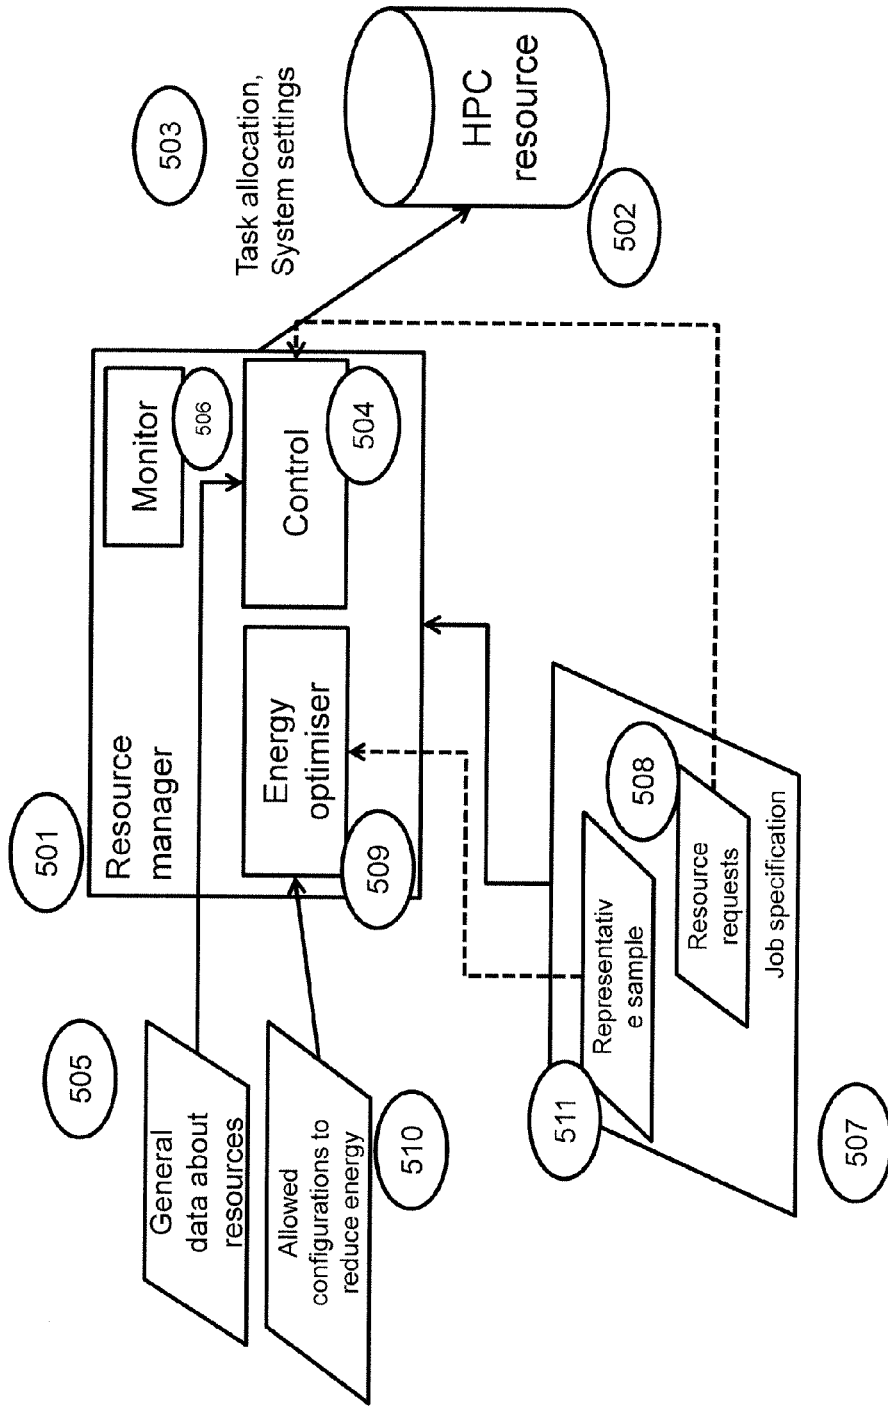 501
Resource
manager
Monitor
506
503
Task allocation,
System settings
505
General
data about
resources
Energy
optimiser
509
Control
504
HPC
resource
502
Allowed
configurations to
reduce energy
510
511
Representativ
e sample
508
Resource
requests
Job specification
507